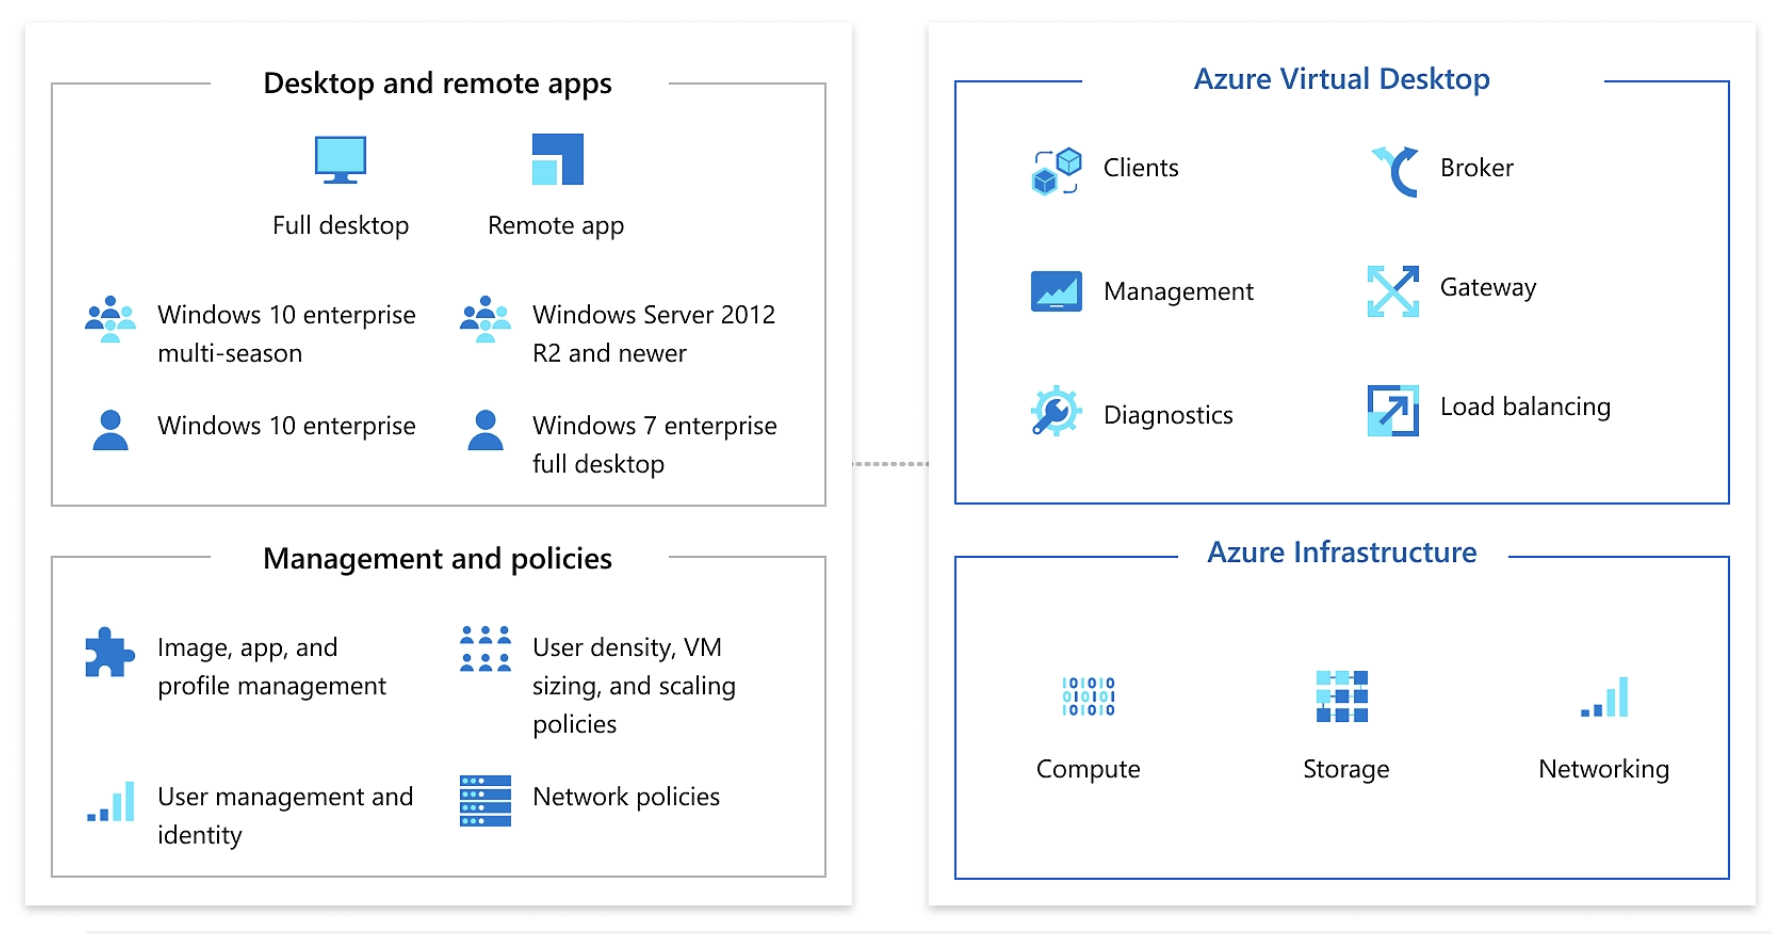 Desktop and remote apps
Full desktop
Remote app
Windows 10 enterprise
multi-season
Windows Server 2012
R2 and newer
Windows 10 enterprise
Windows 7 enterprise
full desktop
Management and policies
Image, app, and
profile management
User density, VM
sizing, and scaling
policies
User management and
identity
Network policies
Azure Virtual Desktop
Clients
Broker
Management
Gateway
Diagnostics
Load balancing
Azure Infrastructure
101010
010101
101010
Compute
Storage
Networking